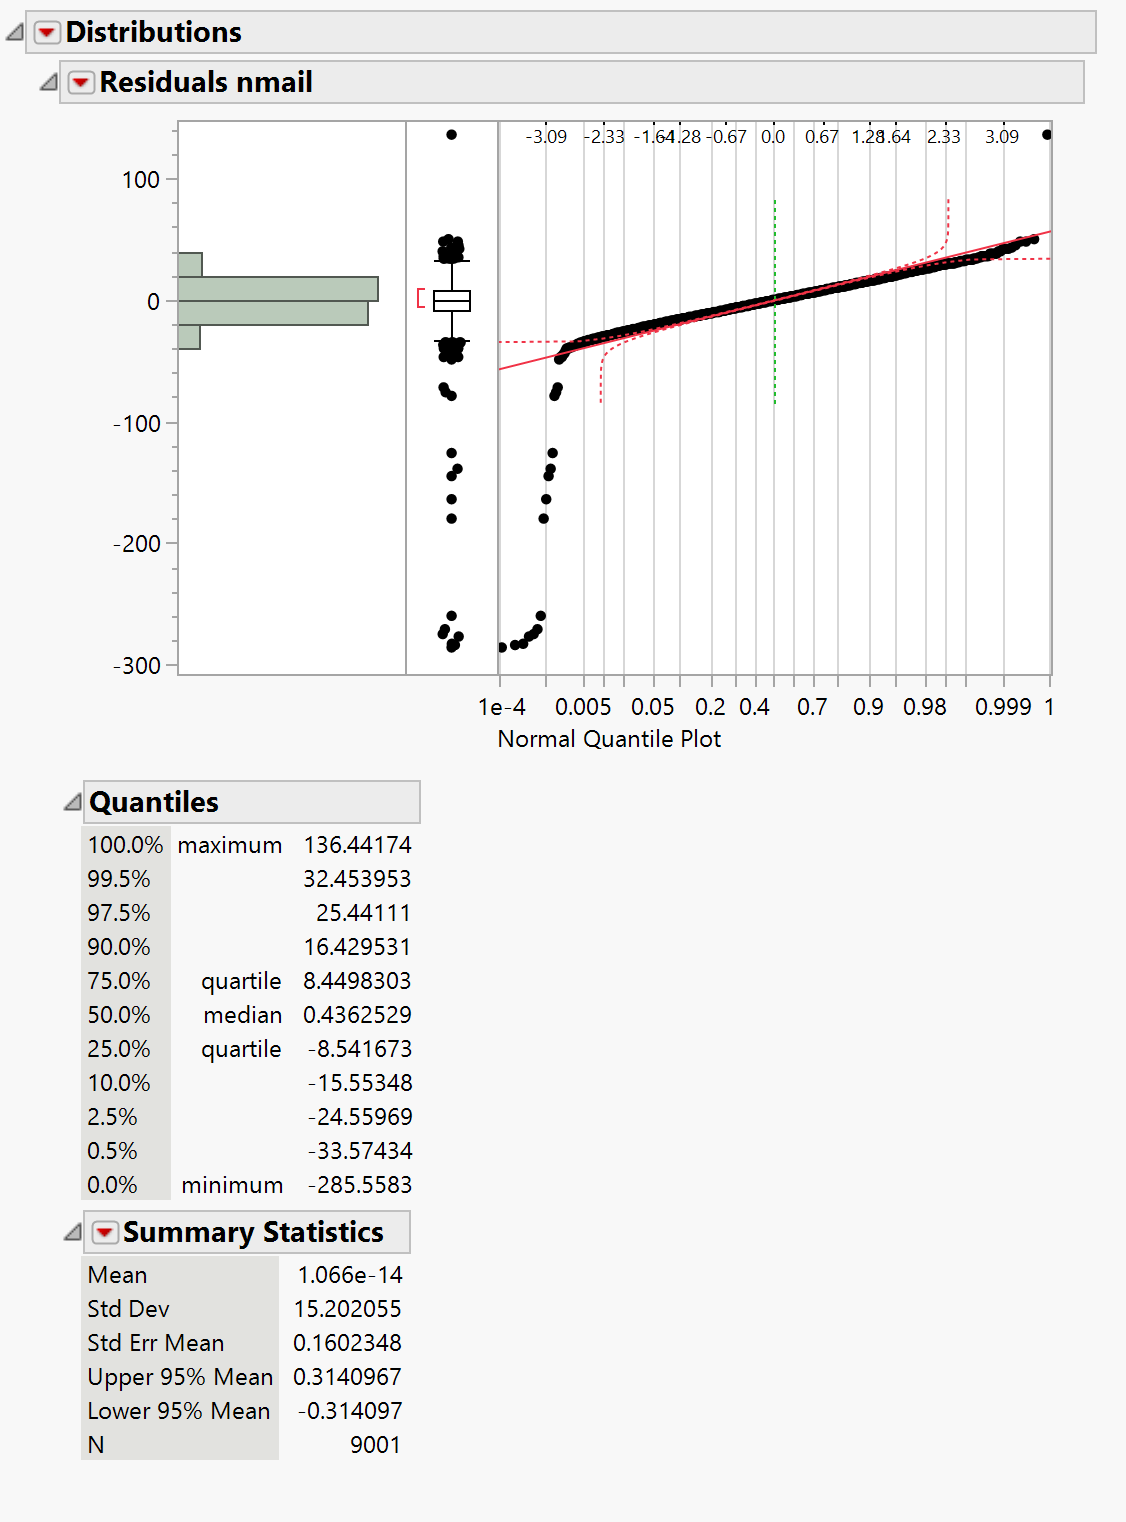 Distributions
Residuals nmail
-3.09 -2.33 -1.64 -1.28 -0.67 0.0 0.67 1.28 1.64 2.33 3.09
100
0
-100
-200
-300
1e-4 0.005 0.05 0.2 0.4 0.7 0.9 0.98 0.999 1
Normal Quantile Plot
Quantiles
100.0% maximum 136.44174
99.5% 32.453953
97.5% 25.44111
90.0% 16.429531
75.0% quartile 8.4498303
50.0% median 0.4362529
25.0% quartile -8.541673
10.0% -15.55348
2.5% -24.55969
0.5% -33.57434
0.0% minimum -285.5583
Summary Statistics
Mean 1.066e-14
Std Dev 15.202055
Std Err Mean 0.1602348
Upper 95% Mean 0.3140967
Lower 95% Mean -0.314097
N 9001